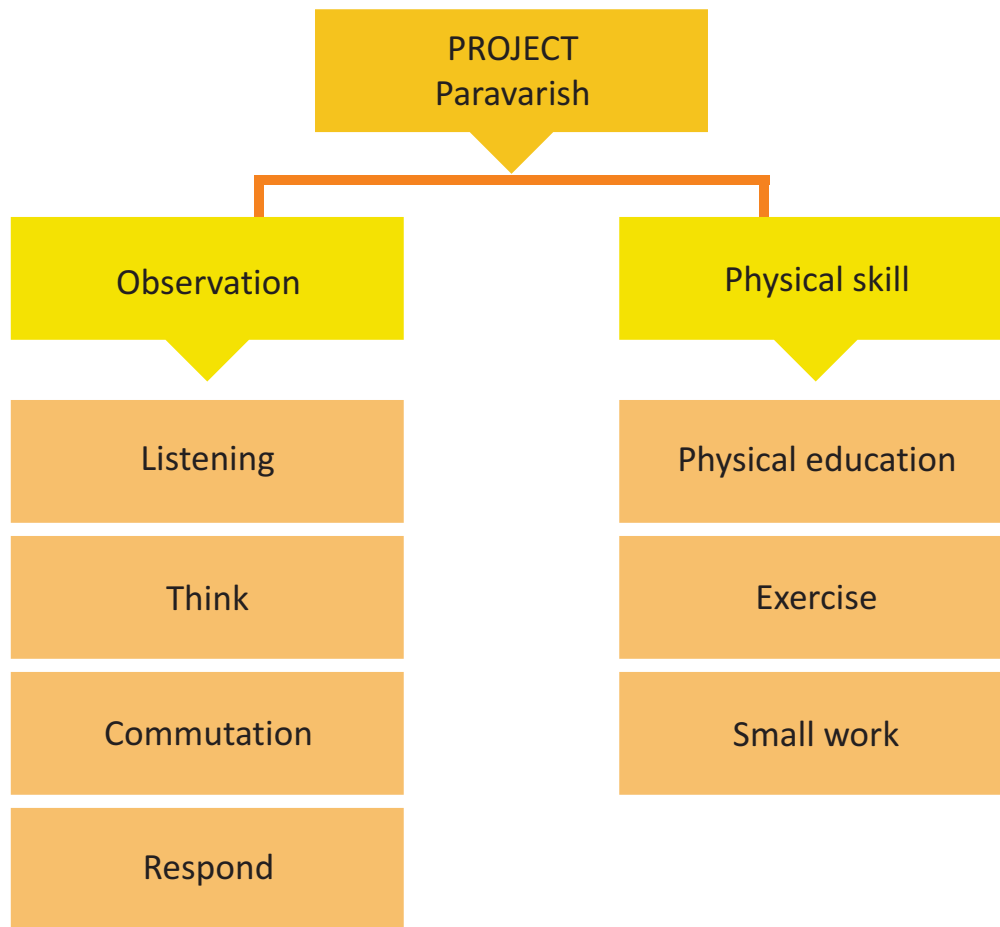 PROJECT
Paravarish
Observation
Listening
Think
Commutation
Respond
Physical skill
Physical education
Exercise
Small work